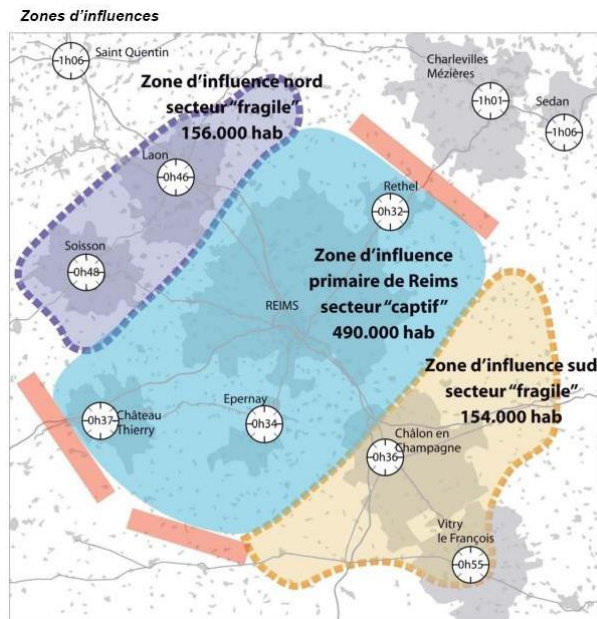 Zones d'influences
Saint Quentin
1h06
Charlevilles
Mézières
1h01
Sedan
1h06
Zone d'influence nord
secteur "fragile"
156.000 hab
Laon
0h46
Rethel
0h32
Soisson
0h48
Zone d'influence
primaire de Reims
secteur "captif"
490.000 hab
REIMS
Zone d'influence sud
secteur "fragile"
154.000 hab
0h37
Château
Thierry
Epernay
0h34
Châlon en
Champagne
0h36
Vitry
le François
0h55